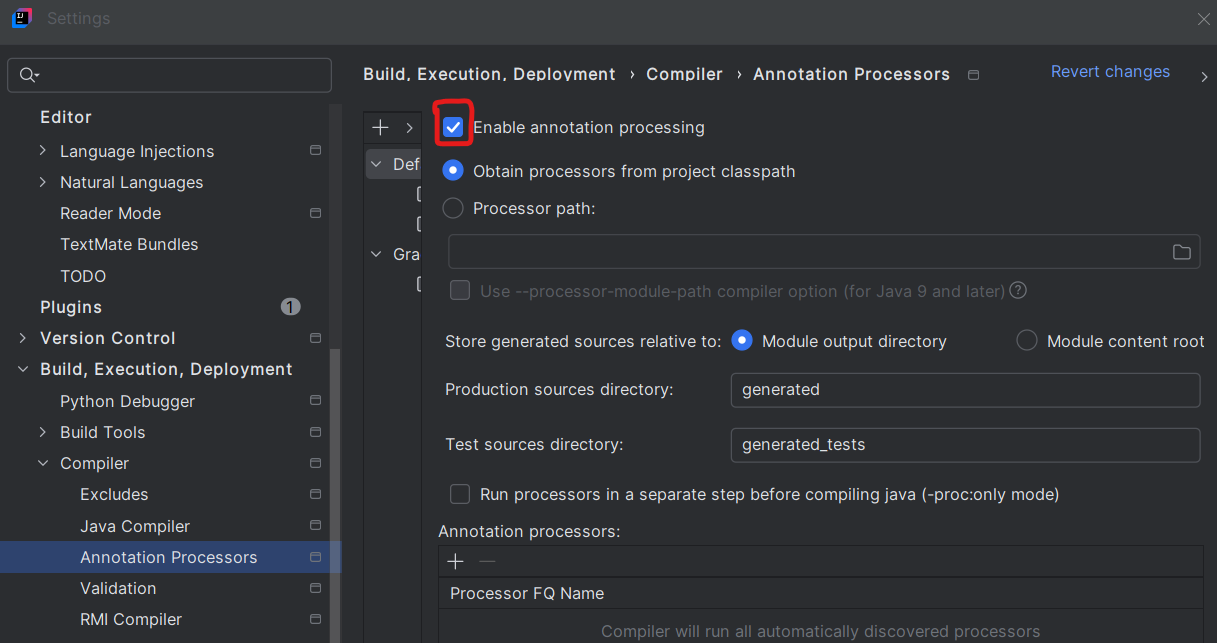 Settings
Build, Execution, Deployment › Compiler › Annotation Processors
Revert changes
Editor
Language Injections
Natural Languages
Reader Mode
TextMate Bundles
TODO
Plugins
1
Version Control
Build, Execution, Deployment
Python Debugger
Build Tools
Compiler
Excludes
Java Compiler
Annotation Processors
Validation
RMI Compiler
Def
Gra
Enable annotation processing
Obtain processors from project classpath
Processor path:
Use --processor-module-path compiler option (for Java 9 and later) ?
Store generated sources relative to: Module output directory Module content root
Production sources directory: generated
Test sources directory: generated_tests
Run processors in a separate step before compiling java (-proc:only mode)
Annotation processors:
Processor FQ Name
Compiler will run all automatically discovered processors